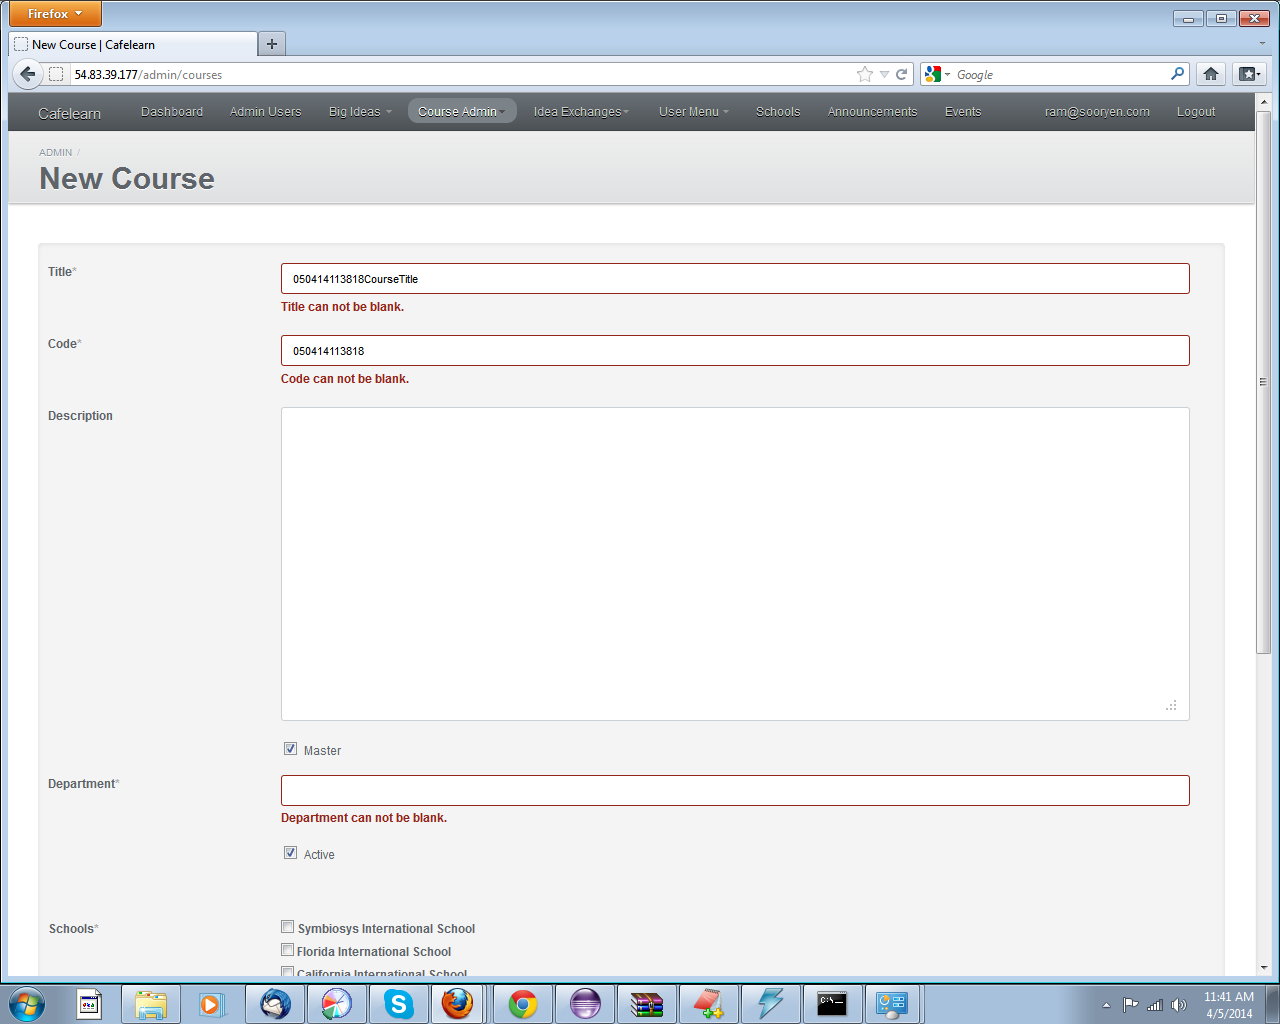 Firefox
New Course | Cafelearn
54.83.39.177/admin/courses
Google
Cafelearn Dashboard Admin Users Big Ideas Course Admin Idea Exchanges User Menu Schools Announcements Events ram@sooryen.com Logout
ADMIN /
New Course
Title*
050414113818CourseTitle
Title can not be blank.
Code*
050414113818
Code can not be blank.
Description
Master
Department*
Department can not be blank.
Active
Schools*
Symbiosys International School
Florida International School
California International School
11:41 AM
4/5/2014